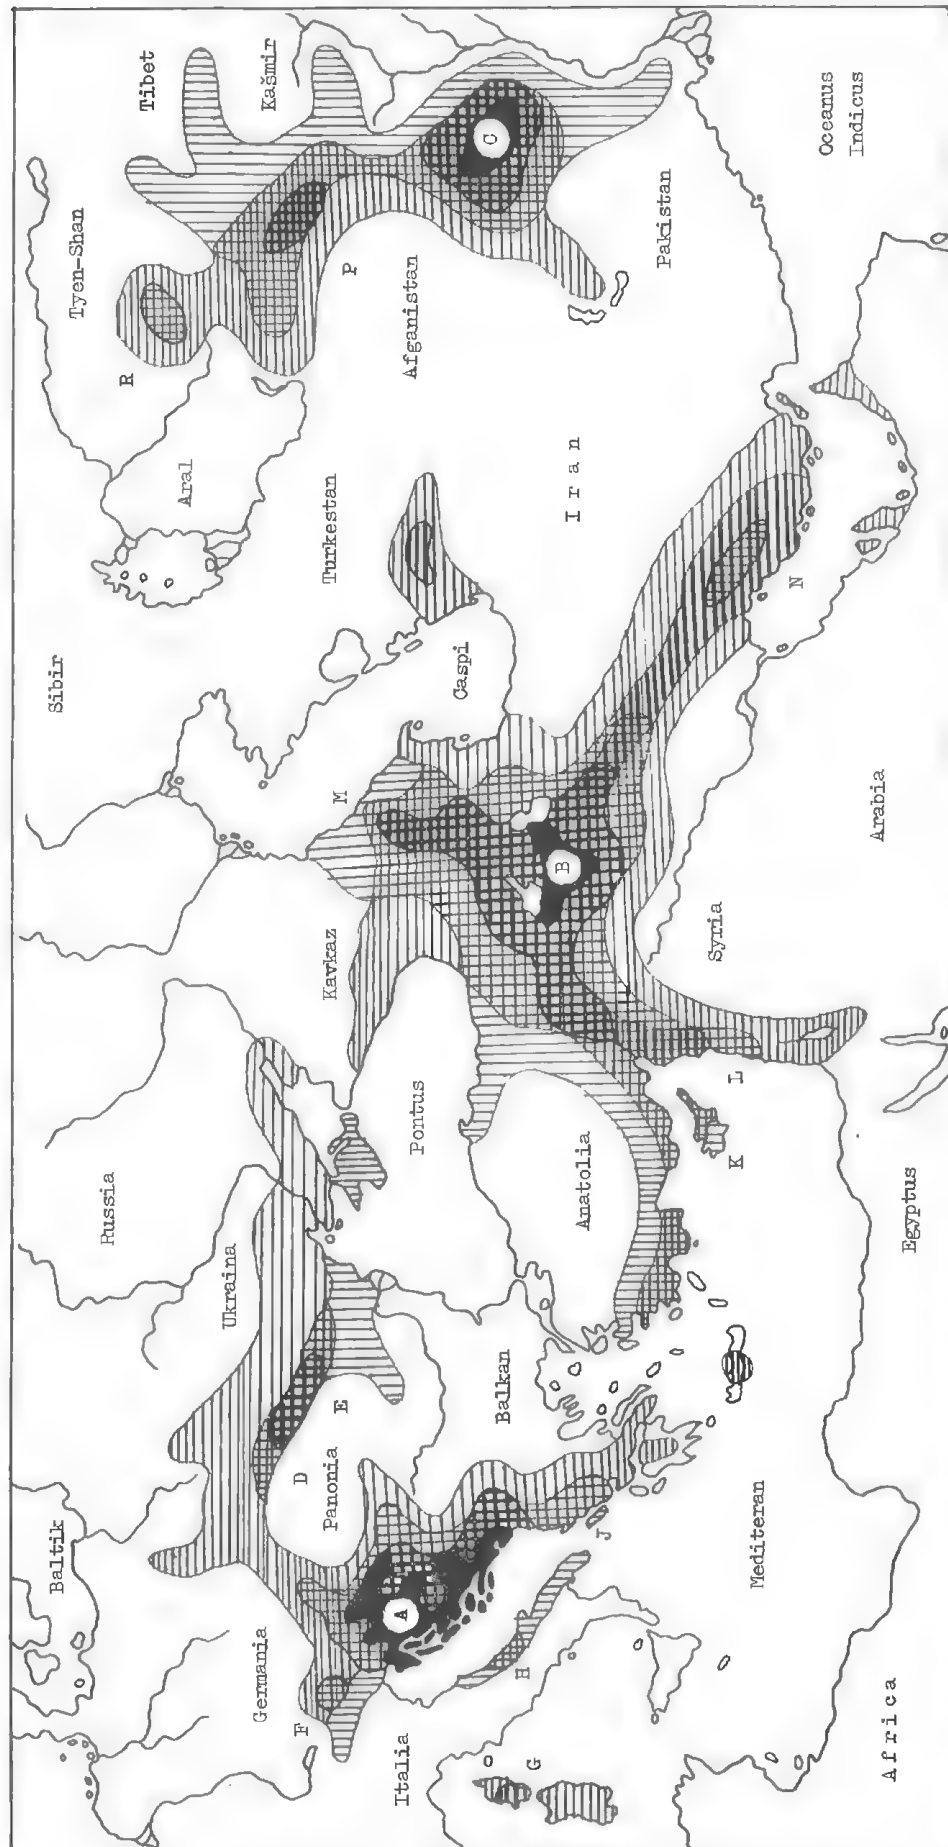 Baltik
Russia
Sibir
Tyen-Shan
Tibet
Germania
Ukraina
Kašmir
R
Aral
F
D
Panonia
E
Kavkaz
M
Turkestan
P
Italia
A
Pontus
Caspi
Afganistan
Balkan
C
G
H
J
Anatolia
B
Iran
Pakistan
Mediteran
K
L
Syria
N
Oceanus
Indicus
Africa
Egyptus
Arabia